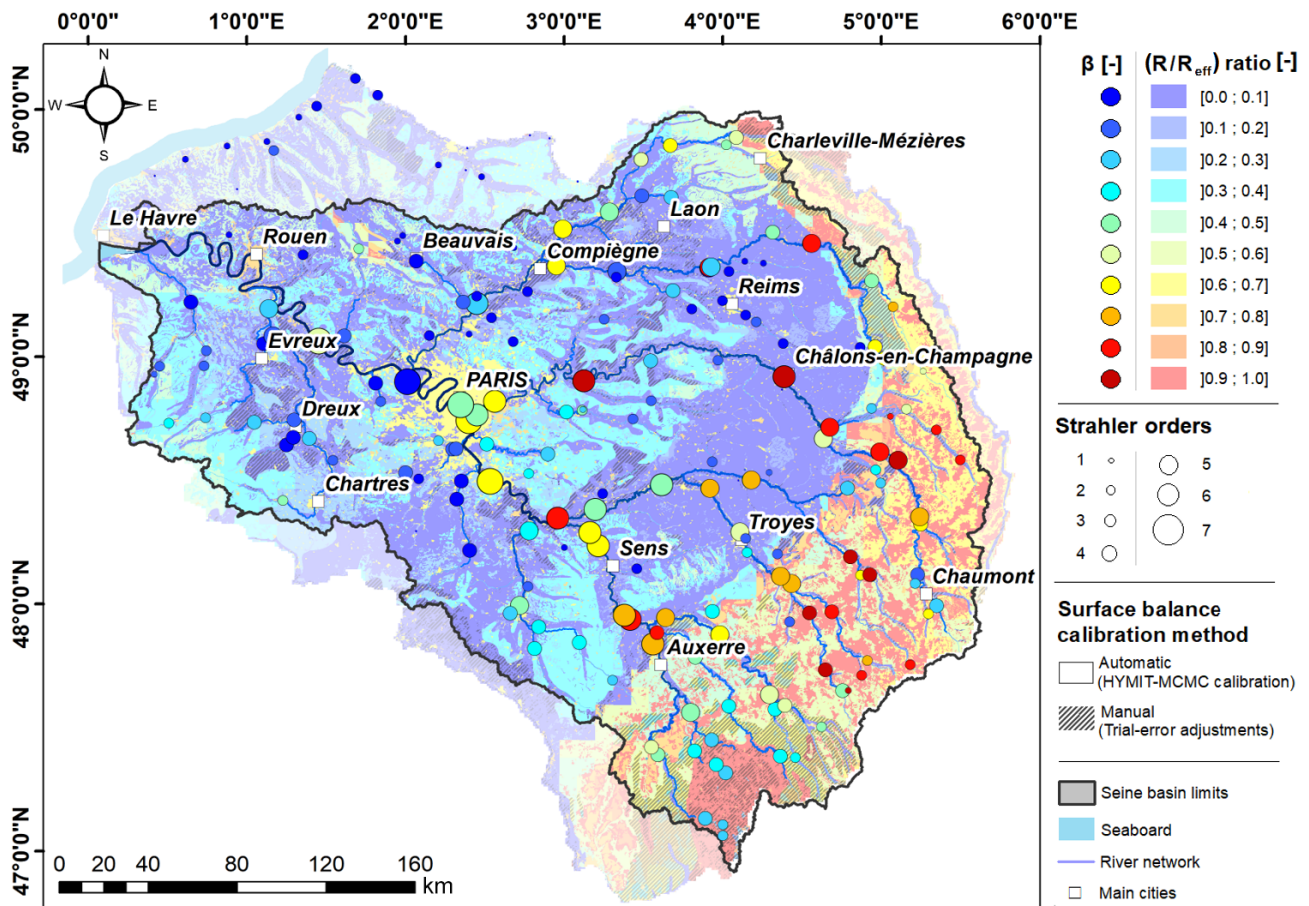 0°0'0" 1°0'0"E 2°0'0"E 3°0'0"E 4°0'0"E 5°0'0"E 6°0'0"E
50°0'0"N
49°0'0"N
48°0'0"N
47°0'0"N
N
W E
S
Charleville-Mézières
Le Havre
Laon
Rouen
Beauvais
Compiègne
Reims
Evreux
Châlons-en-Champagne
PARIS
Dreux
Chartres
Troyes
Sens
Chaumont
Auxerre
0 20 40 80 120 160
km
β [-] (R/Reff) ratio [-]
]0.0 ; 0.1]
]0.1 ; 0.2]
]0.2 ; 0.3]
]0.3 ; 0.4]
]0.4 ; 0.5]
]0.5 ; 0.6]
]0.6 ; 0.7]
]0.7 ; 0.8]
]0.8 ; 0.9]
]0.9 ; 1.0]
Strahler orders
1 5
2 6
3 7
4
Surface balance
calibration method
Automatic
(HYMIT-MCMC calibration)
Manual
(Trial-error adjustments)
Seine basin limits
Seaboard
River network
Main cities